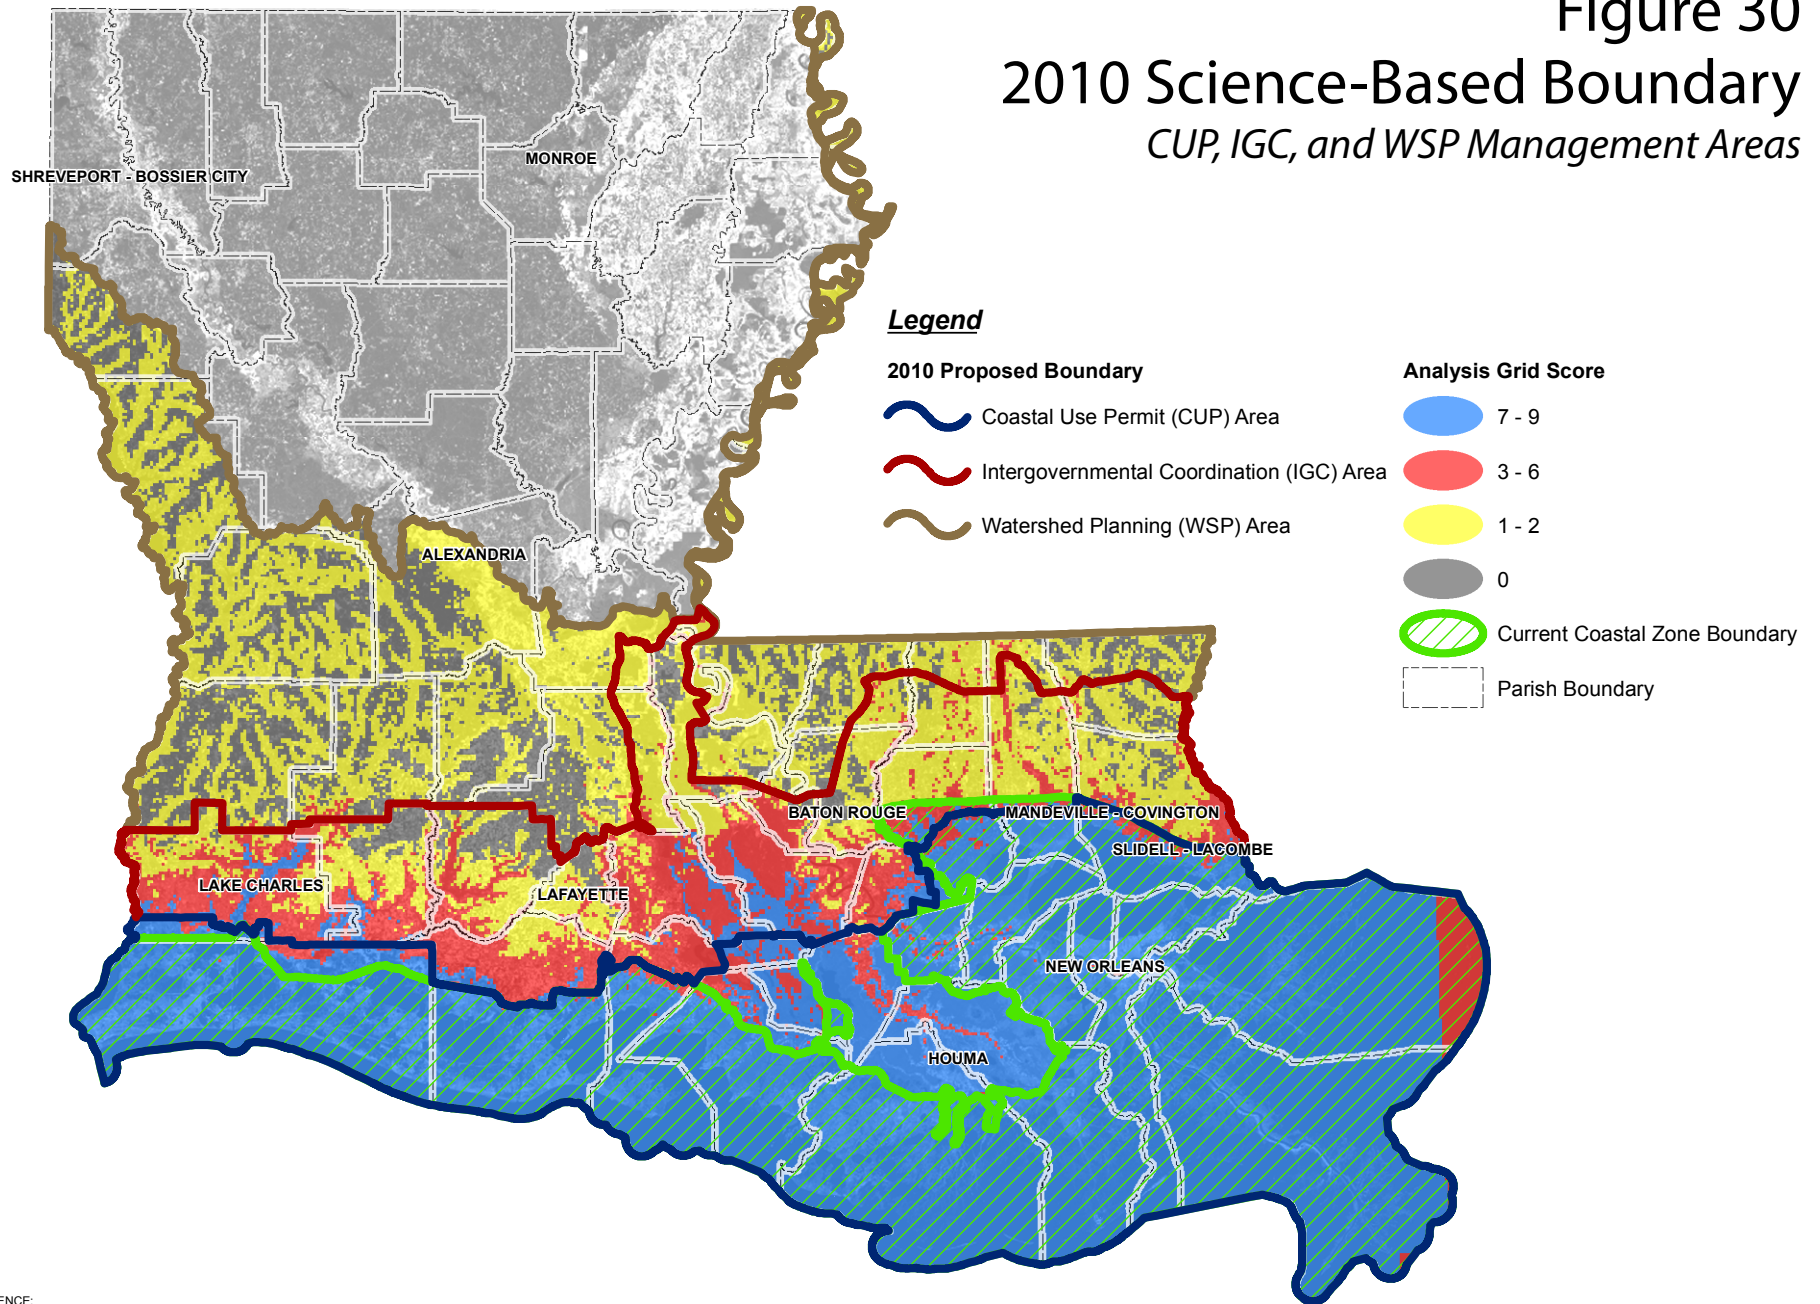 Figure 30
2010 Science-Based Boundary
CUP, IGC, and WSP Management Areas
SHREVEPORT - BOSSIER CITY
MONROE
Legend
2010 Proposed Boundary
Coastal Use Permit (CUP) Area
Intergovernmental Coordination (IGC) Area
Watershed Planning (WSP) Area
Analysis Grid Score
7 - 9
3 - 6
1 - 2
0
Current Coastal Zone Boundary
Parish Boundary
ALEXANDRIA
BATON ROUGE
MANDEVILLE - COVINGTON
SLIDELL - LACOMBE
LAKE CHARLES
LAFAYETTE
NEW ORLEANS
HOUMA
ENCE: